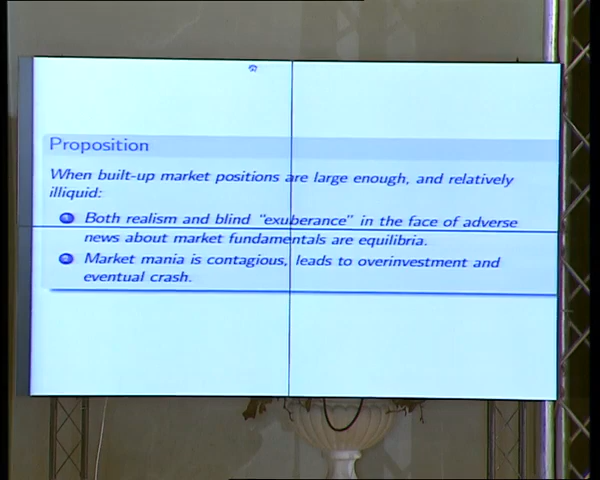 Proposition
When built-up market positions are large enough, and relatively
illiquid:
1 Both realism and blind "exuberance" in the face of adverse
news about market fundamentals are equilibria.
2 Market mania is contagious, leads to overinvestment and
eventual crash.